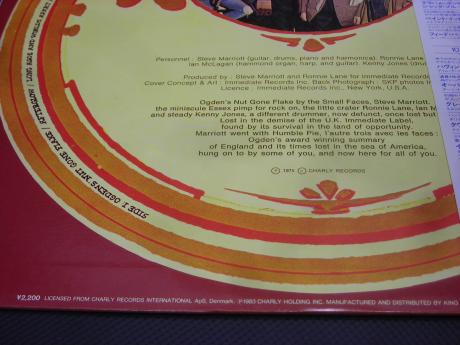 Personnel : Steve Marriott (guitar, drums, piano and harmonica). Ronnie Lane
Ian McLagan (hammond organ, harp, and guitar). Kenny Jones (dru
Produced by : Steve Marriott and Ronnie Lane for Immediate Records
Cover Concept & Art : Immediate Records Inc. Back Photograph : SKP photos In
Licence : Immediate Records Inc., New York, U.S.A.
Ogden's Nut Gone Flake by the Small Faces, Steve Marriott,
the miniscule Essex pimp for rock on, the little crater Ronnie Lane, Ian M
and steady Kenny Jones, a different drummer, now defunct, once lost but
Lost in the demise of the U.K. Immediate Label,
found by its survival in the land of opportunity.
Marriott went with Humble Pie, l'autre trois avec les faces :
Ogden's award winning summary
of England and its times lost in the sea of America,
hung on to by some of you, and now here for all of you.
CHARLY RECORDS
SIDE 1 OGDENS' NUT GONE FLAKE / AFTERGLOW / LONG AGOS AND WORLDS
¥2,200 LICENSED FROM CHARLY RECORDS INTERNATIONAL ApS, Denmark. ℗1983 CHARLY HOLDING INC. MANUFACTURED AND DISTRIBUTED BY KING